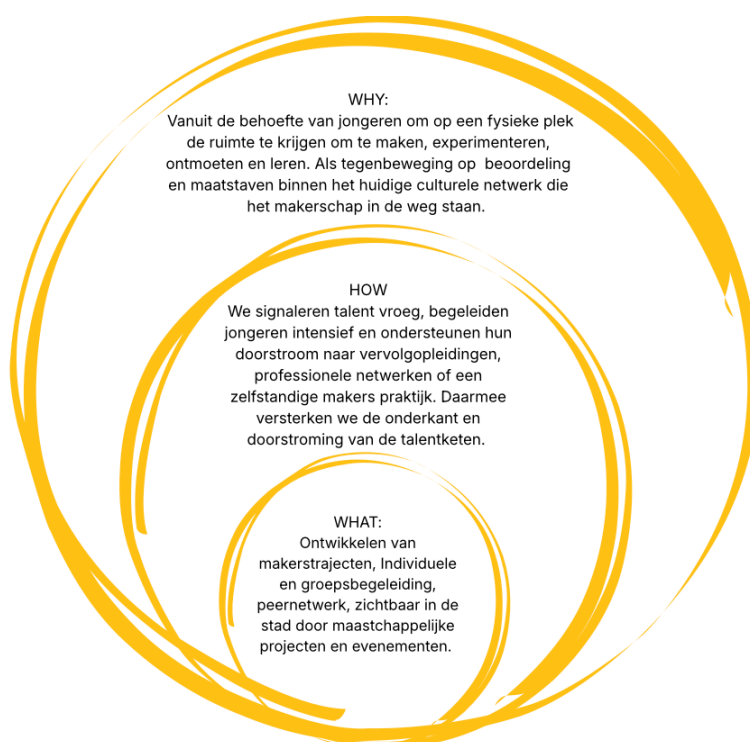 WHY:
Vanuit de behoefte van jongeren om op een fysieke plek
de ruimte te krijgen om te maken, experimenteren,
ontmoeten en leren. Als tegenbeweging op  beoordeling
en maatstaven binnen het huidige culturele netwerk die
het makerschap in de weg staan.
HOW
We signaleren talent vroeg, begeleiden
jongeren intensief en ondersteunen hun
doorstroom naar vervolgopleidingen,
professionele netwerken of een
zelfstandige makers praktijk. Daarmee
versterken we de onderkant en
doorstroming van de talentketen.
WHAT:
Ontwikkelen van
makerstrajecten, Individuele
en groepsbegeleiding,
peernetwerk, zichtbaar in de
stad door maastchappelijke
projecten en evenementen.